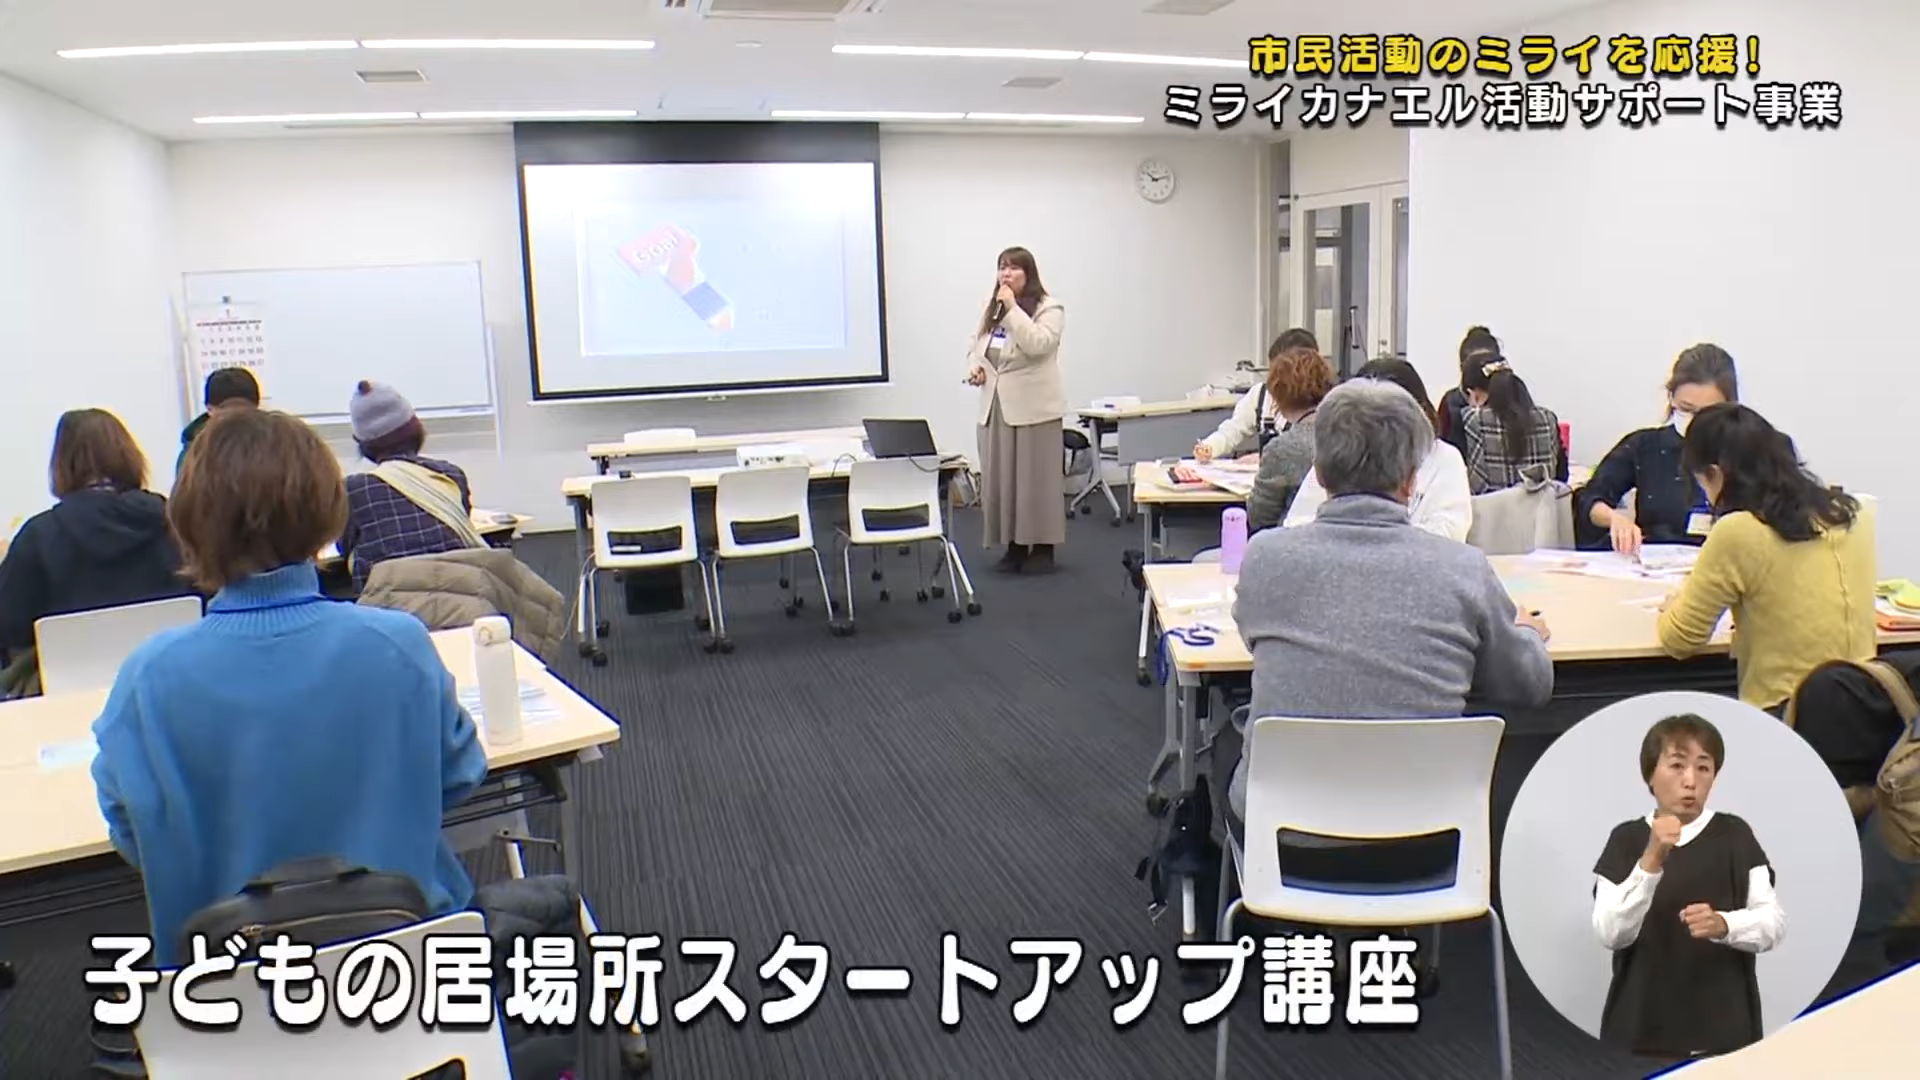 市民活動のミライを応援!
ミライカナエル活動サポート事業
Goal
子どもの居場所スタートアップ講座